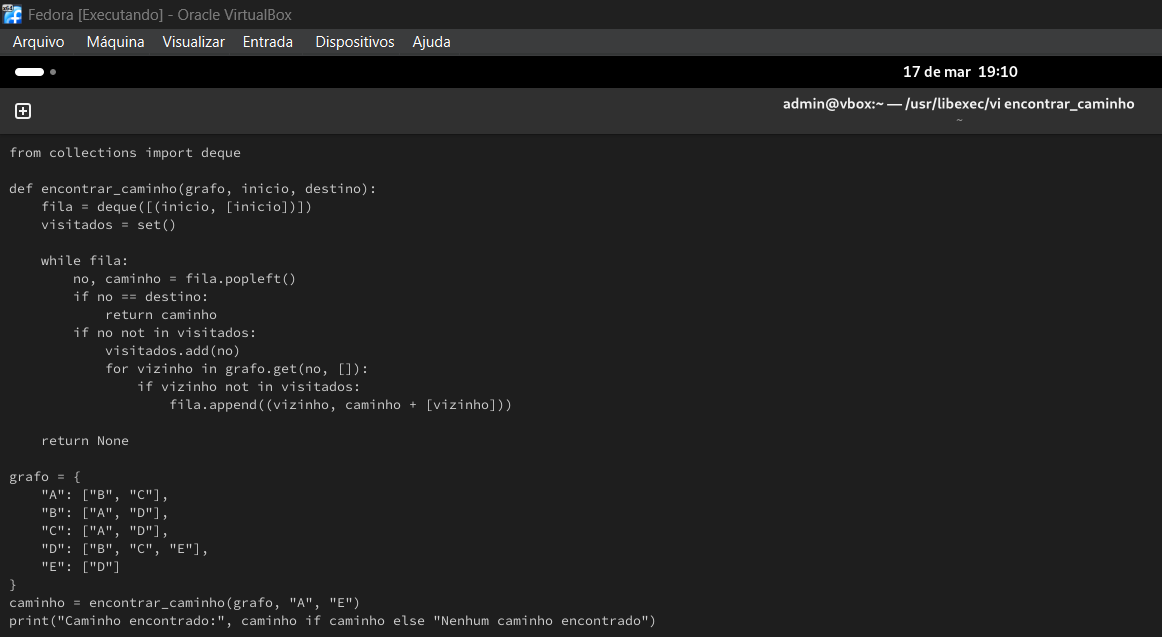 Fedora [Executando] - Oracle VirtualBox
Arquivo Máquina Visualizar Entrada Dispositivos Ajuda
17 de mar 19:10
admin@vbox:~ — /usr/libexec/vi encontrar_caminho
~
from collections import deque

def encontrar_caminho(grafo, inicio, destino):
    fila = deque([(inicio, [inicio])])
    visitados = set()

    while fila:
        no, caminho = fila.popleft()
        if no == destino:
            return caminho
        if no not in visitados:
            visitados.add(no)
            for vizinho in grafo.get(no, []):
                if vizinho not in visitados:
                    fila.append((vizinho, caminho + [vizinho]))

    return None

grafo = {
    "A": ["B", "C"],
    "B": ["A", "D"],
    "C": ["A", "D"],
    "D": ["B", "C", "E"],
    "E": ["D"]
}
caminho = encontrar_caminho(grafo, "A", "E")
print("Caminho encontrado:", caminho if caminho else "Nenhum caminho encontrado")